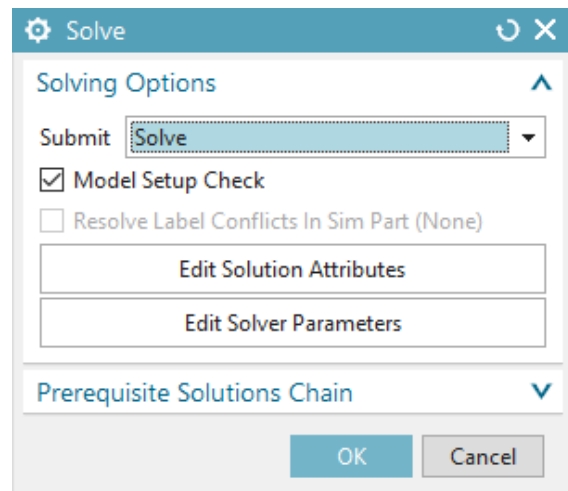 Solve
Solving Options
Submit Solve
Model Setup Check
Resolve Label Conflicts In Sim Part (None)
Edit Solution Attributes
Edit Solver Parameters
Prerequisite Solutions Chain
OK Cancel